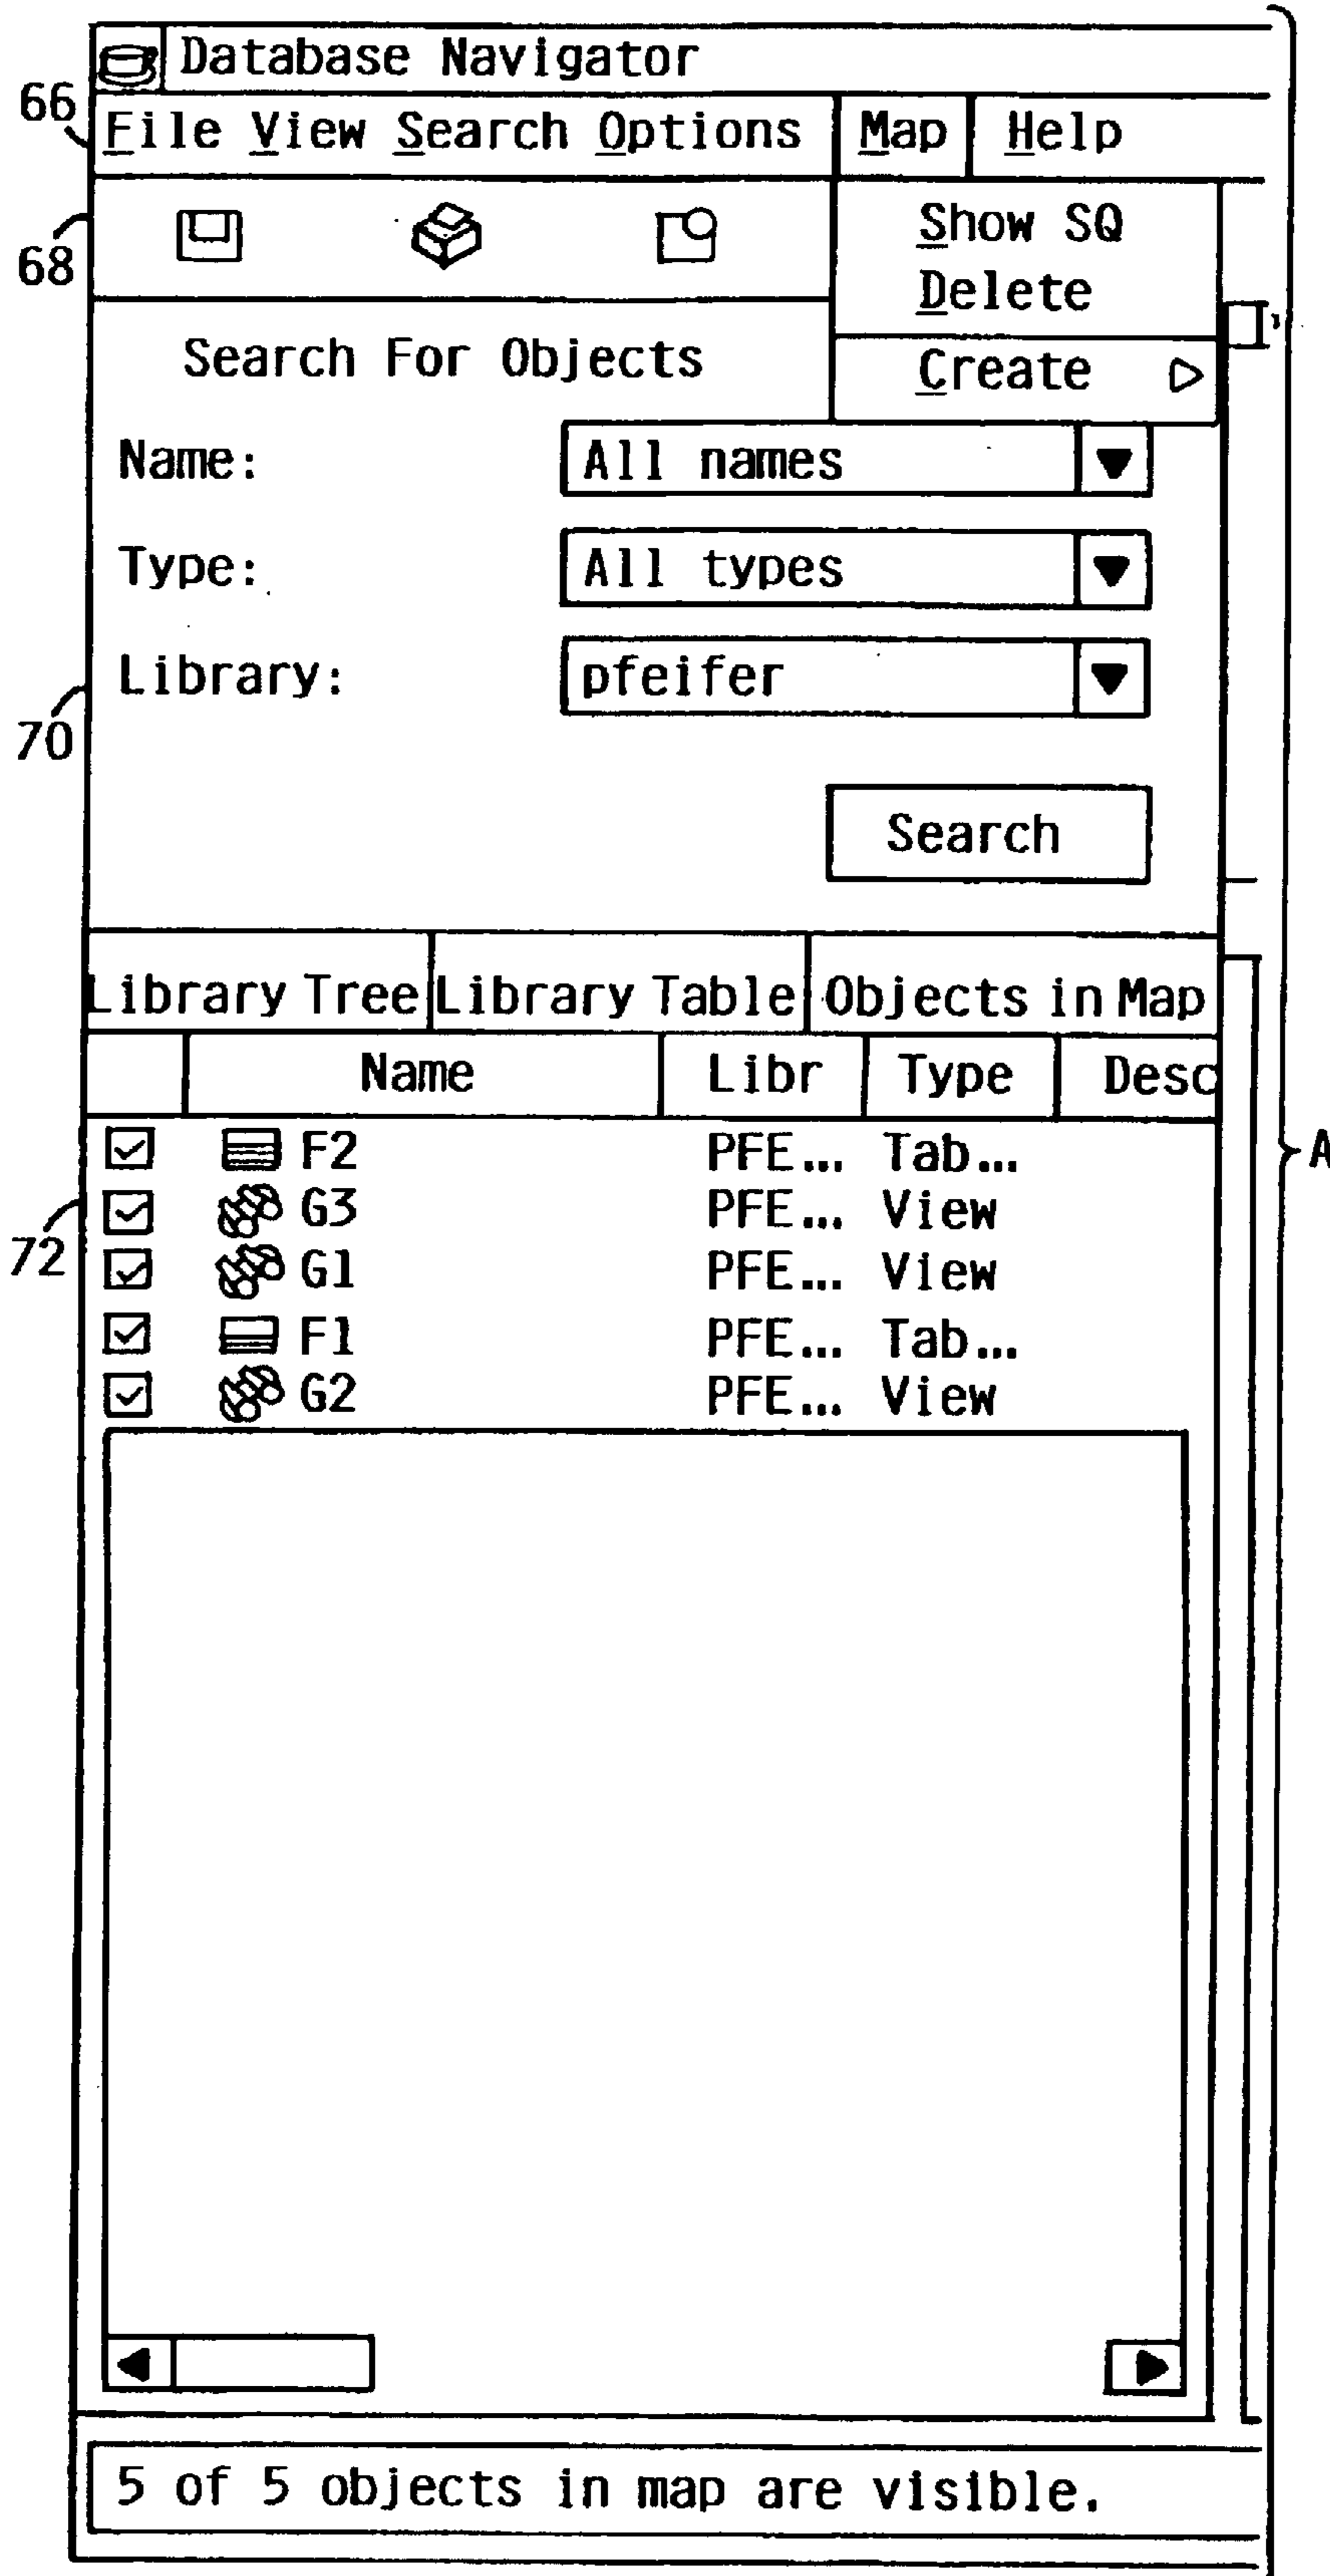 Database Navigator
66
File View Search Options Map Help
68
Show SQ
Delete
Create
Search For Objects
Name: All names
Type: All types
Library: pfeifer
70
Search
Library Tree Library Table Objects in Map
Name Libr Type Desc
F2 PFE... Tab...
G3 PFE... View
G1 PFE... View
F1 PFE... Tab...
G2 PFE... View
72
A
5 of 5 objects in map are visible.